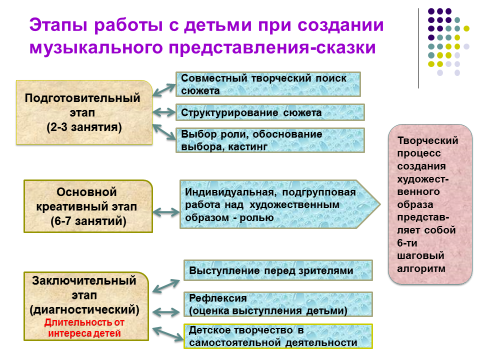 Этапы работы с детьми при создании
музыкального представления-сказки
Подготовительный
этап
(2-3 занятия)
Совместный творческий поиск
сюжета
Структурирование сюжета
Выбор роли, обоснование
выбора, кастинг
Основной
креативный этап
(6-7 занятий)
Индивидуальная, подгрупповая
работа над художественным
образом - ролью
Заключительный
этап
(диагностический)
Длительность от
интереса детей
Выступление перед зрителями
Рефлексия
(оценка выступления детьми)
Детское творчество в
самостоятельной деятельности
Творческий
процесс
создания
художест-
венного
образа
представ-
ляет собой
6-ти
шаговый
алгоритм